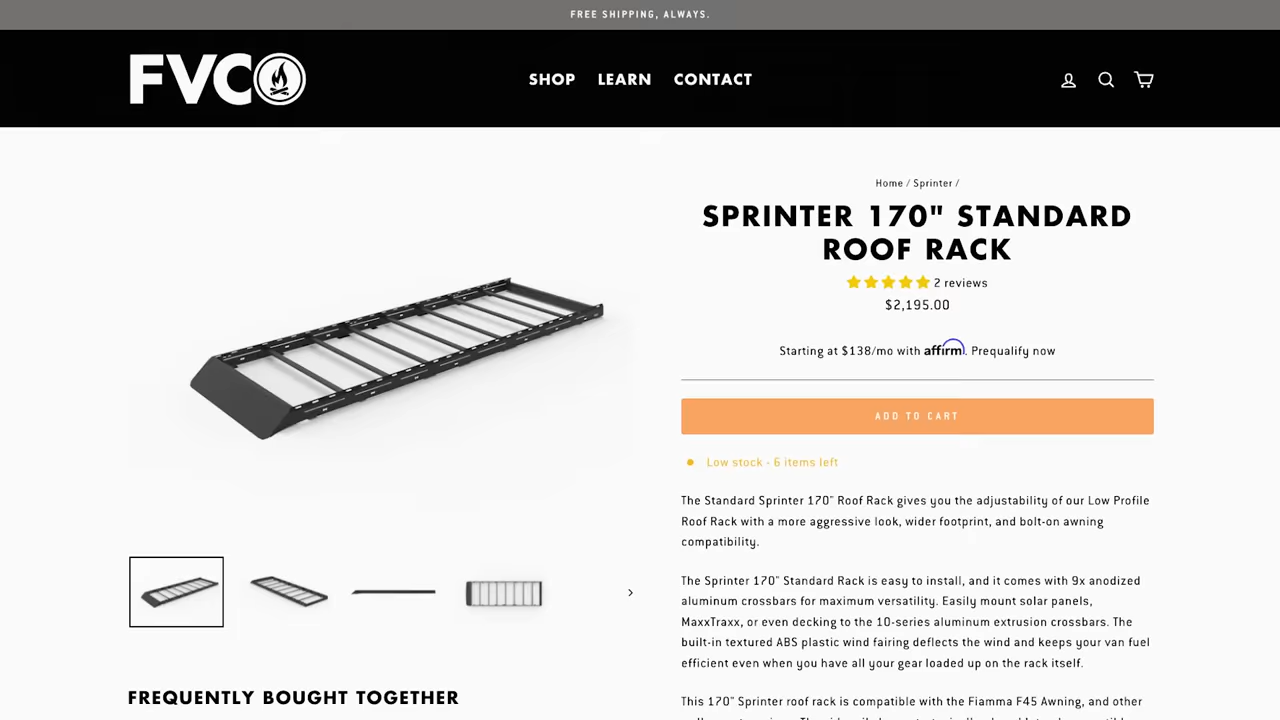 FREE SHIPPING, ALWAYS.
FVCO
SHOP LEARN CONTACT
Home / Sprinter /
SPRINTER 170" STANDARD
ROOF RACK
2 reviews
$2,195.00
Starting at $138/mo with affirm. Prequalify now
ADD TO CART
Low stock - 6 items left
The Standard Sprinter 170" Roof Rack gives you the adjustability of our Low Profile
Roof Rack with a more aggressive look, wider footprint, and bolt-on awning
compatibility.
The Sprinter 170" Standard Rack is easy to install, and it comes with 9x anodized
aluminum crossbars for maximum versatility. Easily mount solar panels,
MaxxTraxx, or even decking to the 10-series aluminum extrusion crossbars. The
built-in textured ABS plastic wind fairing deflects the wind and keeps your van fuel
efficient even when you have all your gear loaded up on the rack itself.
This 170" Sprinter roof rack is compatible with the Fiamma F45 Awning, and other
FREQUENTLY BOUGHT TOGETHER